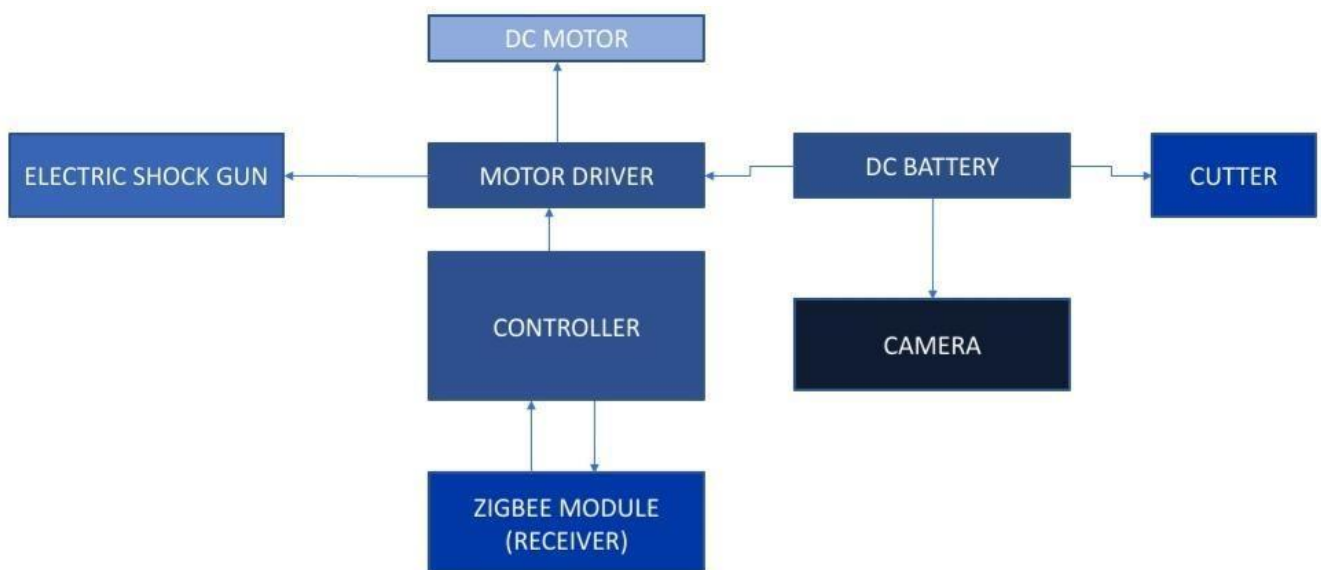 DC MOTOR
ELECTRIC SHOCK GUN
MOTOR DRIVER
DC BATTERY
CUTTER
CONTROLLER
CAMERA
ZIGBEE MODULE
(RECEIVER)